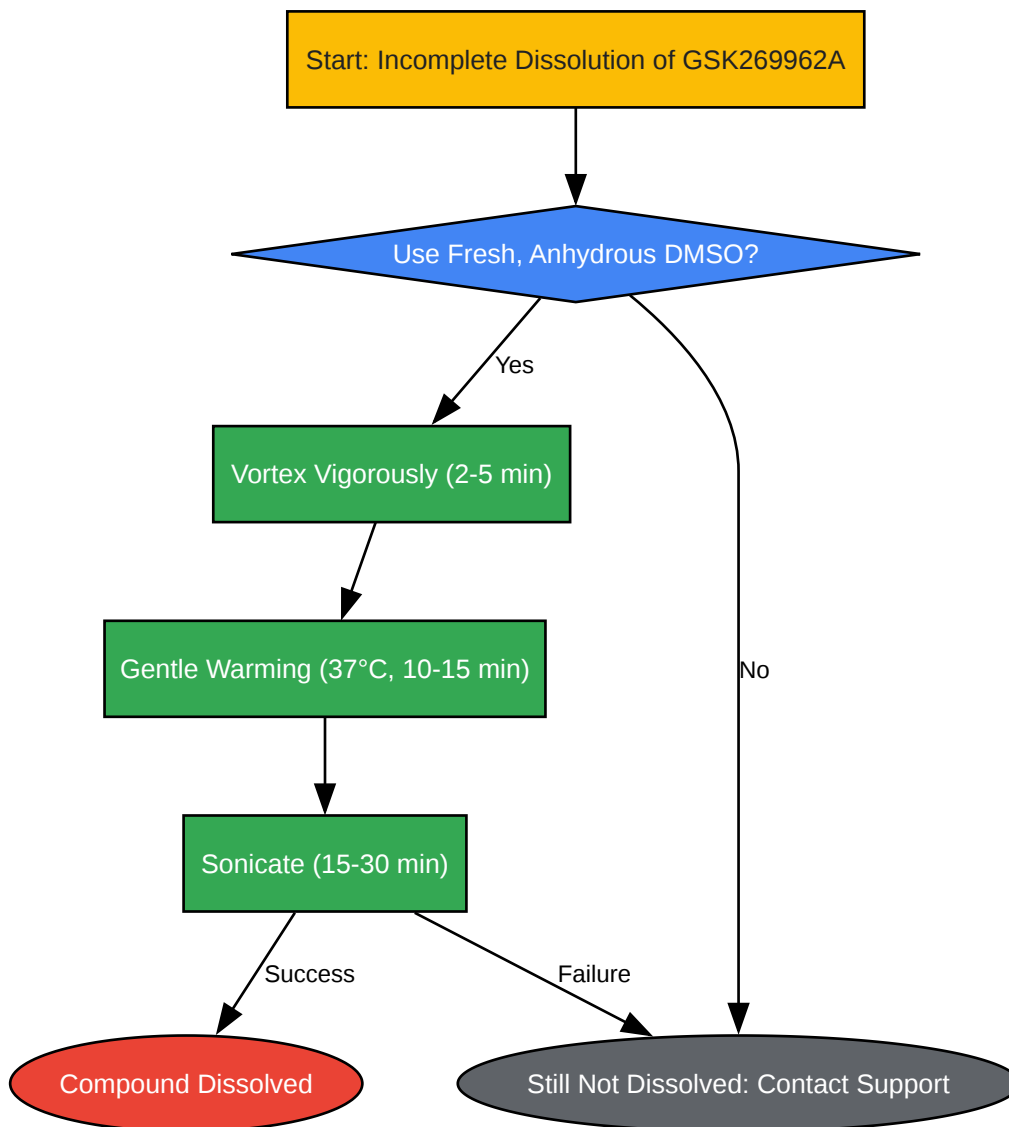 Start: Incomplete Dissolution of GSK269962A
Use Fresh, Anhydrous DMSO?
Yes
Vortex Vigorously (2-5 min)
Gentle Warming (37°C, 10-15 min)
No
Sonicate (15-30 min)
Success
Failure
Compound Dissolved
Still Not Dissolved: Contact Support